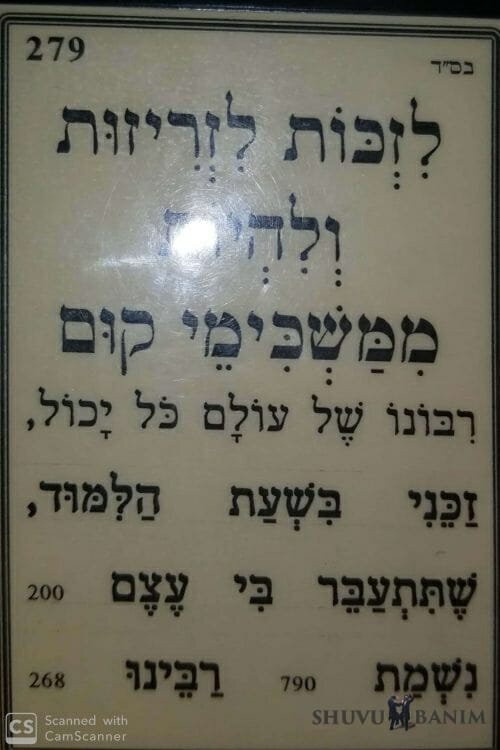 279 בס"ד
לִזְכּוֹת לִזְרִיזוּת
וְלִהְיוֹת
מִמַּשְׁכִּימֵי קוּם
רִבּוֹנוֹ שֶׁל עוֹלָם כֹּל יָכוֹל,
זַכֵּנִי בִּשְׁעַת הַלִּמּוּד,
שֶׁתִּתְעַבֵּר בִּי עֶצֶם 200
נִשְׁמַת 790 רַבֵּינוּ 268
SHUVU BANIM
CS Scanned with
CamScanner